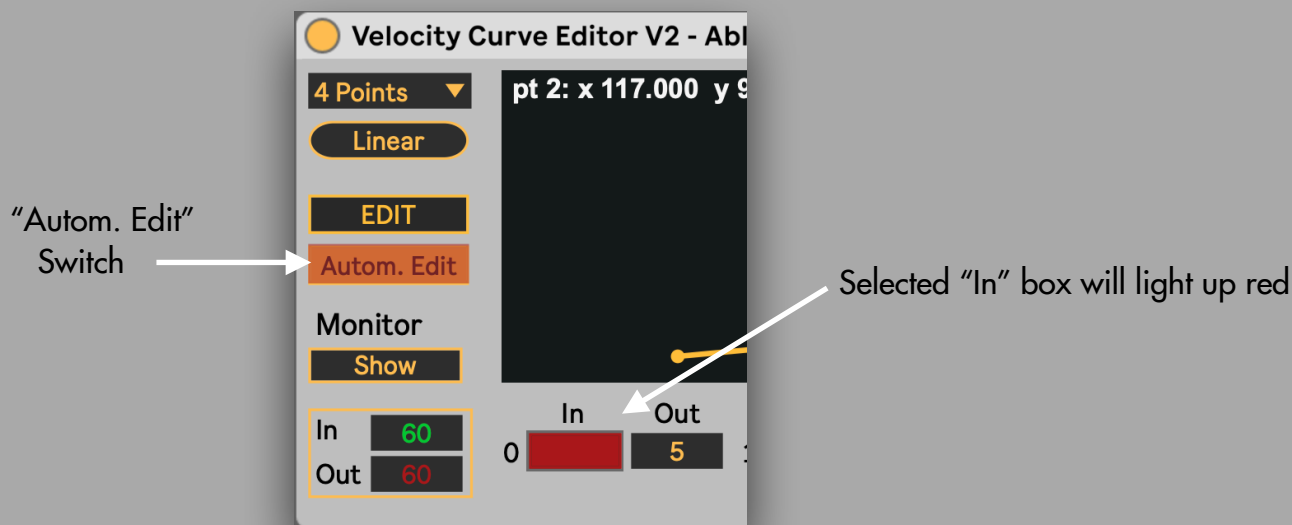 Velocity Curve Editor V2 - Abl
4 Points
pt 2: x 117.000 y 9
Linear
EDIT
"Autom. Edit"
Switch
Autom. Edit
Selected "In" box will light up red
Monitor
Show
In Out
In 60
0 5
Out 60